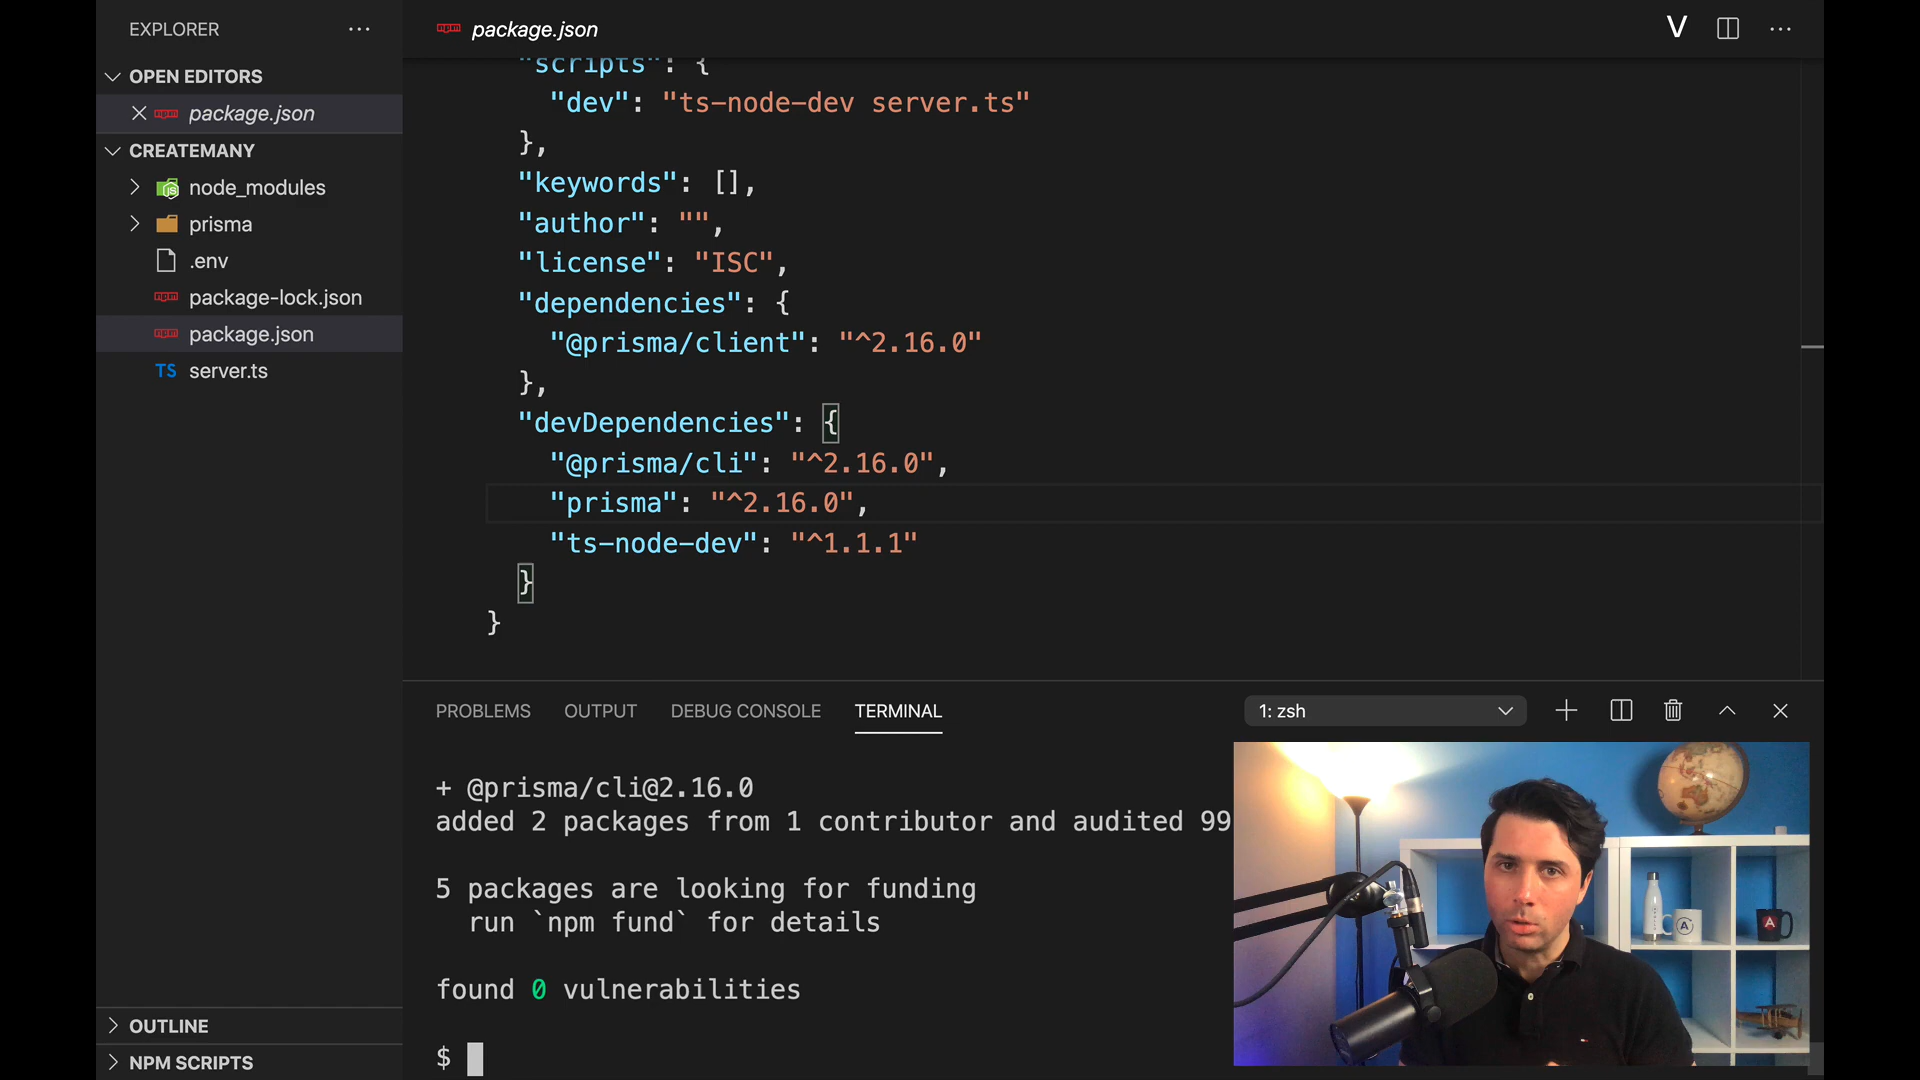 EXPLORER
OPEN EDITORS
package.json
CREATEMANY
node_modules
prisma
.env
package-lock.json
package.json
TS server.ts
OUTLINE
NPM SCRIPTS
package.json
"scripts": {
"dev": "ts-node-dev server.ts"
},
"keywords": [],
"author": "",
"license": "ISC",
"dependencies": {
"@prisma/client": "^2.16.0"
},
"devDependencies": {
"@prisma/cli": "^2.16.0",
"prisma": "^2.16.0",
"ts-node-dev": "^1.1.1"
}
}
PROBLEMS OUTPUT DEBUG CONSOLE TERMINAL
1: zsh
+ @prisma/cli@2.16.0
added 2 packages from 1 contributor and audited 99
5 packages are looking for funding
run `npm fund` for details
found 0 vulnerabilities
$